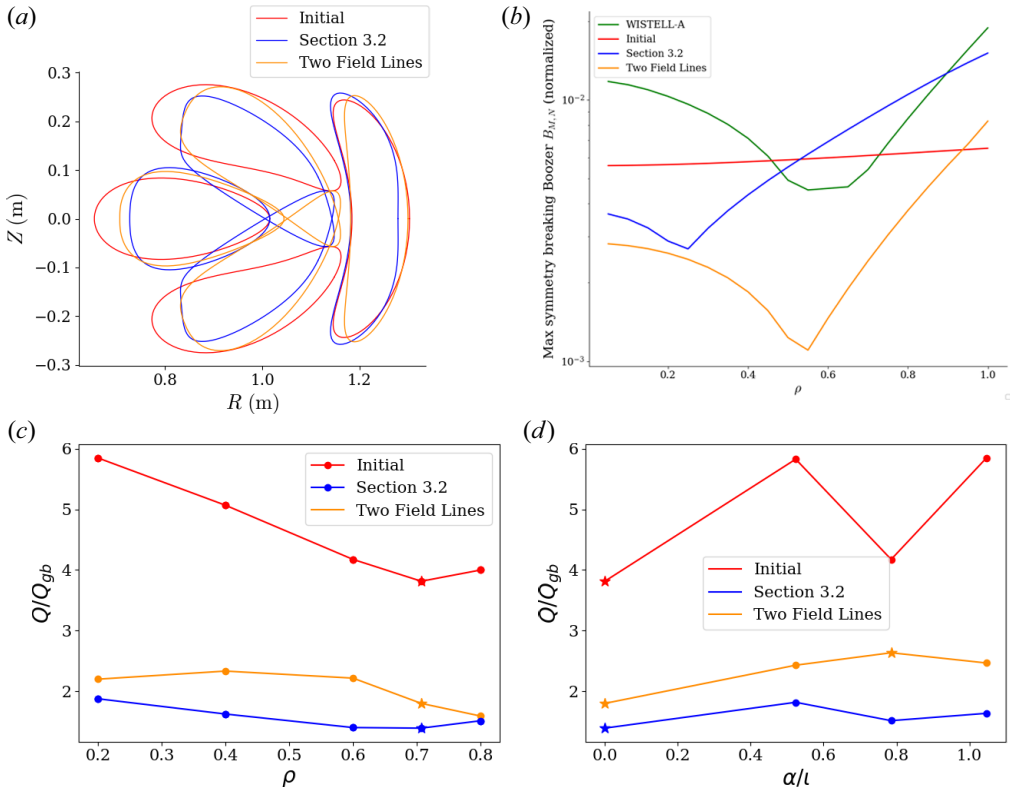 (a)
Initial
Section 3.2
Two Field Lines
0.3
0.2
0.1
0.0
−0.1
−0.2
−0.3
Z (m)
0.8 1.0 1.2
R (m)
(b)
WISTELL-A
Initial
Section 3.2
Two Field Lines
10⁻²
10⁻³
Max symmetry breaking Boozer B_{M,N} (normalized)
0.2 0.4 0.6 0.8 1.0
ρ
(c)
Initial
Section 3.2
Two Field Lines
6
5
4
3
2
Q/Q_{gb}
0.2 0.3 0.4 0.5 0.6 0.7 0.8
ρ
(d)
Initial
Section 3.2
Two Field Lines
6
5
4
3
2
Q/Q_{gb}
0.0 0.2 0.4 0.6 0.8 1.0
α/ι